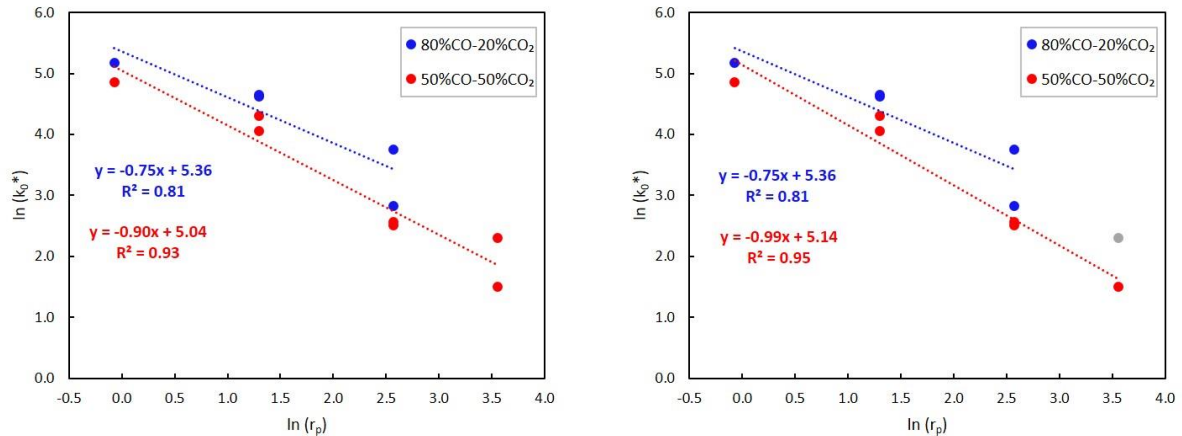 6.0
5.0
4.0
3.0
2.0
1.0
0.0
ln (k₀*)
80%CO-20%CO₂
50%CO-50%CO₂
y = -0.75x + 5.36
R² = 0.81
y = -0.90x + 5.04
R² = 0.93
-0.5 0.0 0.5 1.0 1.5 2.0 2.5 3.0 3.5 4.0
ln (rₚ)
6.0
5.0
4.0
3.0
2.0
1.0
0.0
ln (k₀*)
80%CO-20%CO₂
50%CO-50%CO₂
y = -0.75x + 5.36
R² = 0.81
y = -0.99x + 5.14
R² = 0.95
-0.5 0.0 0.5 1.0 1.5 2.0 2.5 3.0 3.5 4.0
ln (rₚ)